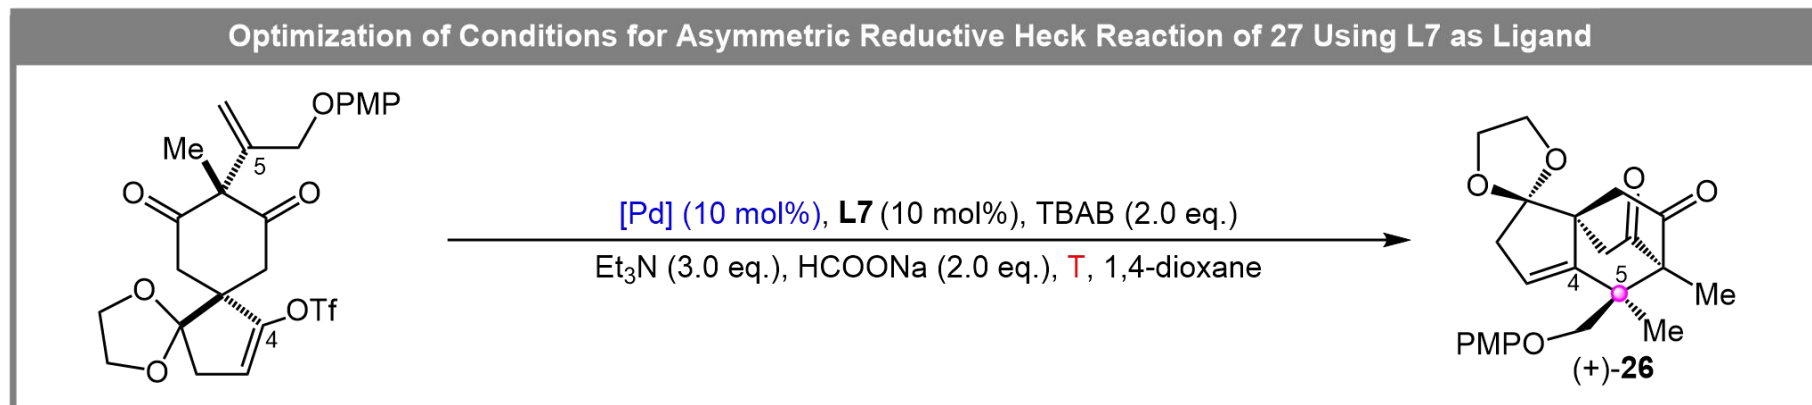 Optimization of Conditions for Asymmetric Reductive Heck Reaction of 27 Using L7 as Ligand
OPMP
Me
5
O
O
O
OTf
4
O
[Pd] (10 mol%), L7 (10 mol%), TBAB (2.0 eq.)
Et₃N (3.0 eq.), HCOONa (2.0 eq.), T, 1,4-dioxane
O
O
O
O
4
5
Me
Me
PMPO
(+)-26